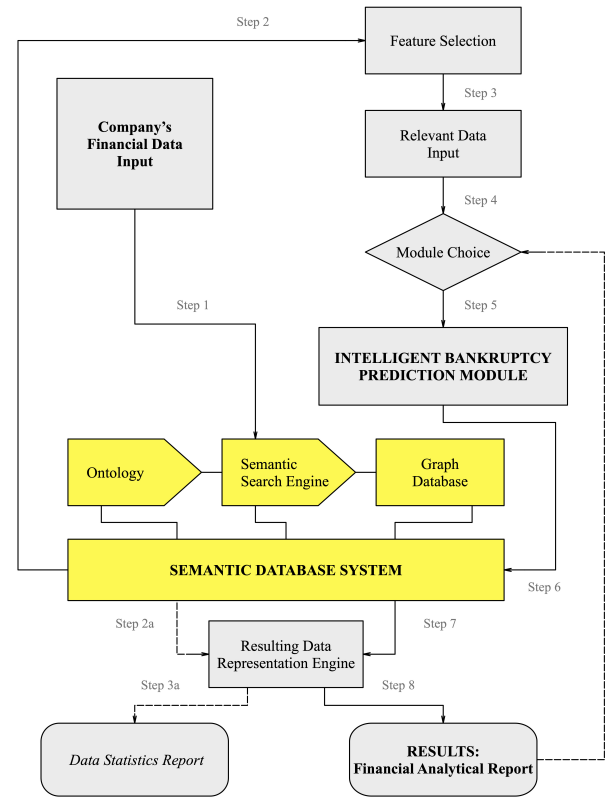 Step 2
Feature Selection
Step 3
Company's
Financial Data
Input
Relevant Data
Input
Step 4
Module Choice
Step 1
Step 5
INTELLIGENT BANKRUPTCY
PREDICTION MODULE
Ontology
Semantic
Search Engine
Graph
Database
SEMANTIC DATABASE SYSTEM
Step 6
Step 2a
Step 7
Resulting Data
Representation Engine
Step 3a
Step 8
Data Statistics Report
RESULTS:
Financial Analytical Report